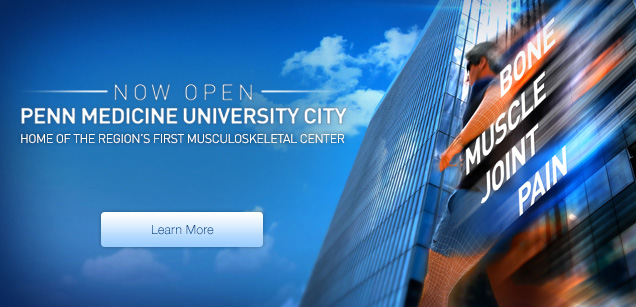 NOW OPEN
PENN MEDICINE UNIVERSITY CITY
HOME OF THE REGION'S FIRST MUSCULOSKELETAL CENTER
Learn More
BONE
MUSCLE
JOINT
PAIN